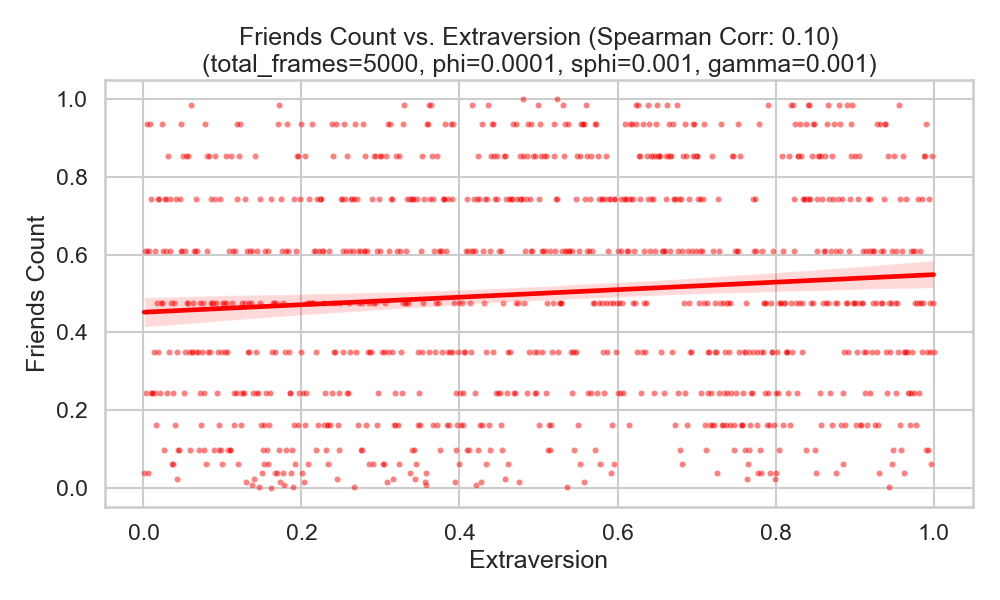 Friends Count vs. Extraversion (Spearman Corr: 0.10)
(total_frames=5000, phi=0.0001, sphi=0.001, gamma=0.001)
1.0
0.8
0.6
0.4
0.2
0.0
Friends Count
0.0 0.2 0.4 0.6 0.8 1.0
Extraversion